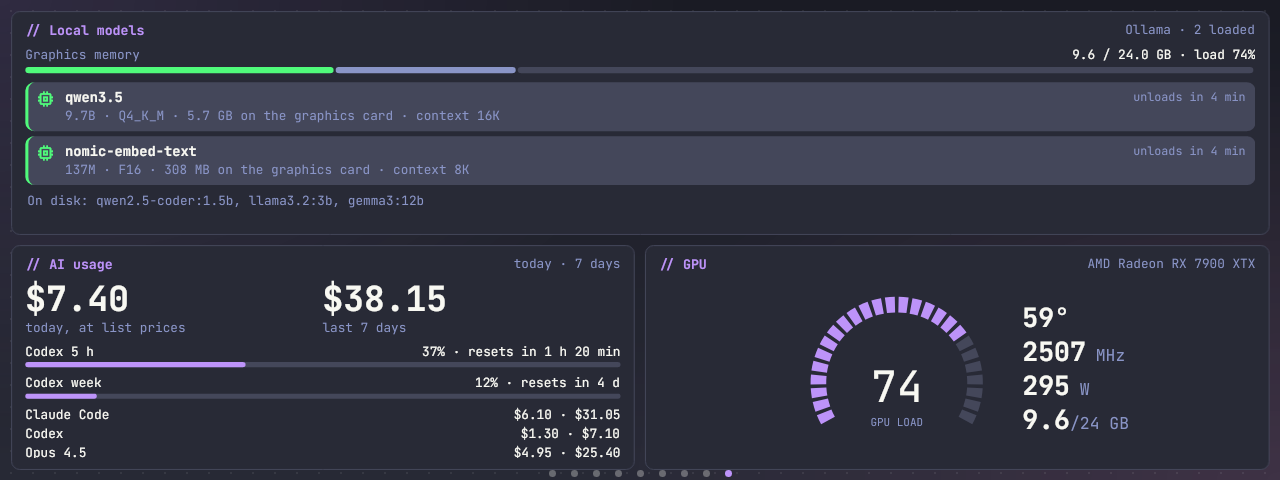 // Local models
Ollama · 2 loaded
Graphics memory
9.6 / 24.0 GB · load 74%
qwen3.5
unloads in 4 min
9.7B · Q4_K_M · 5.7 GB on the graphics card · context 16K
nomic-embed-text
unloads in 4 min
137M · F16 · 308 MB on the graphics card · context 8K
On disk: qwen2.5-coder:1.5b, llama3.2:3b, gemma3:12b
// AI usage
today · 7 days
$7.40
$38.15
today, at list prices
last 7 days
Codex 5 h
37% · resets in 1 h 20 min
Codex week
12% · resets in 4 d
Claude Code
$6.10 · $31.05
Codex
$1.30 · $7.10
Opus 4.5
$4.95 · $25.40
// GPU
AMD Radeon RX 7900 XTX
74
GPU LOAD
59°
2507 MHz
295 W
9.6/24 GB